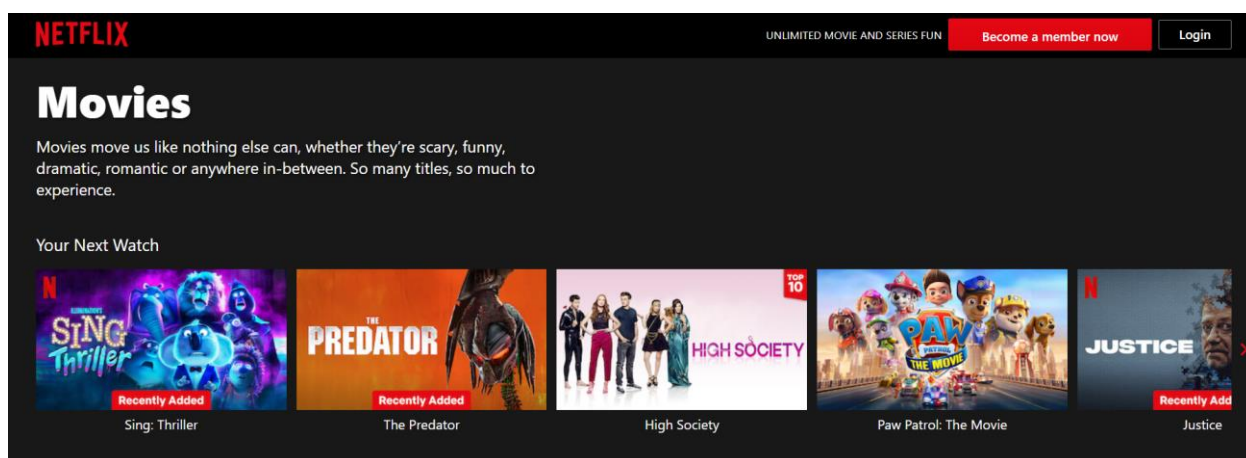 NETFLIX
UNLIMITED MOVIE AND SERIES FUN
Become a member now
Login
Movies
Movies move us like nothing else can, whether they’re scary, funny,
dramatic, romantic or anywhere in-between. So many titles, so much to
experience.
Your Next Watch
N
ILLUMINATION'S
SING
Thriller
Recently Added
THE
PREDATOR
Recently Added
TOP
10
HIGH SOCIETY
PAW
PATROL
THE MOVIE
N
JUSTICE
Recently Add
Sing: Thriller
The Predator
High Society
Paw Patrol: The Movie
Justice